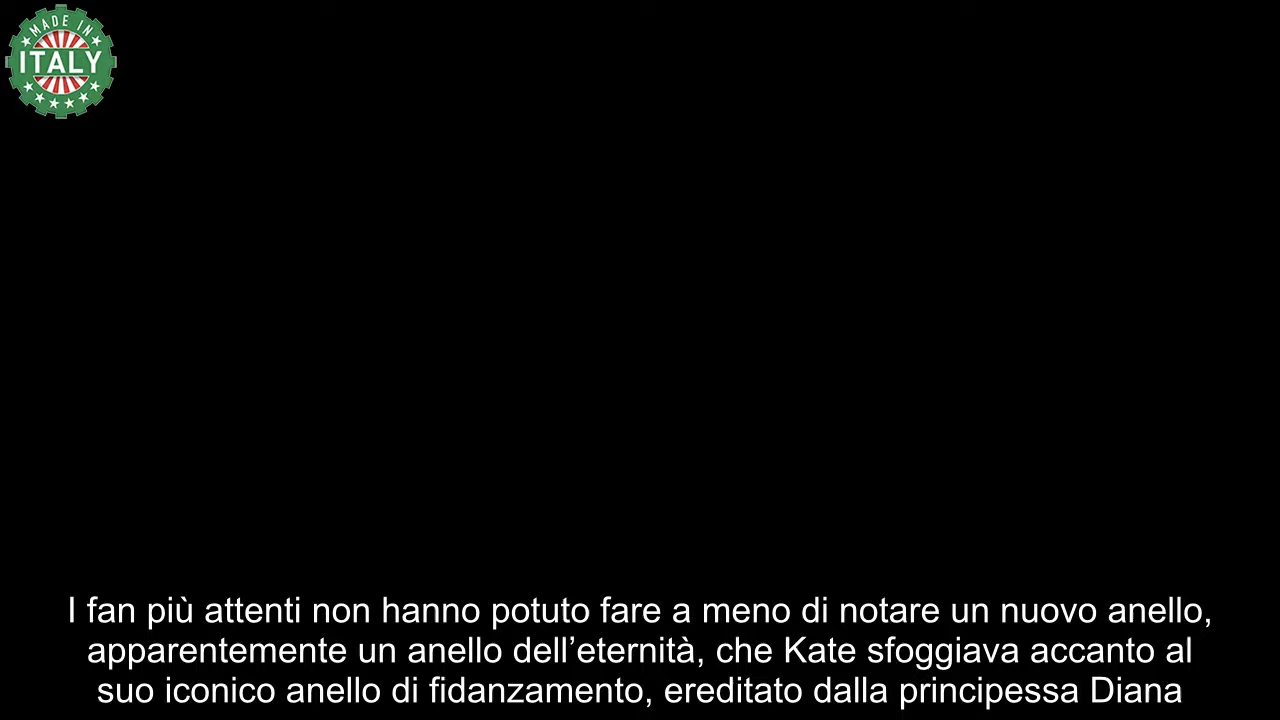 MADE IN
ITALY
I fan più attenti non hanno potuto fare a meno di notare un nuovo anello,
apparentemente un anello dell’eternità, che Kate sfoggiava accanto al
suo iconico anello di fidanzamento, ereditato dalla principessa Diana